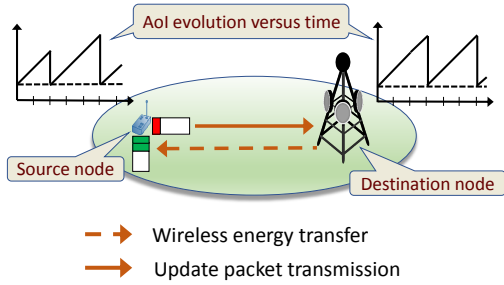 AoI evolution versus time
Source node
Destination node
Wireless energy transfer
Update packet transmission